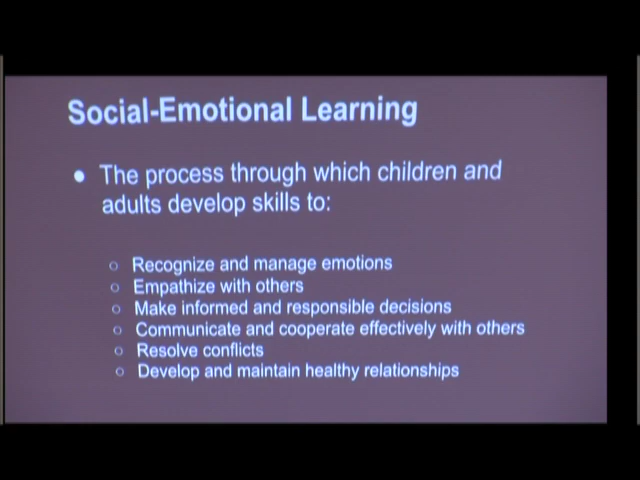 Social-Emotional Learning
● The process through which children and
adults develop skills to:
○ Recognize and manage emotions
○ Empathize with others
○ Make informed and responsible decisions
○ Communicate and cooperate effectively with others
○ Resolve conflicts
○ Develop and maintain healthy relationships